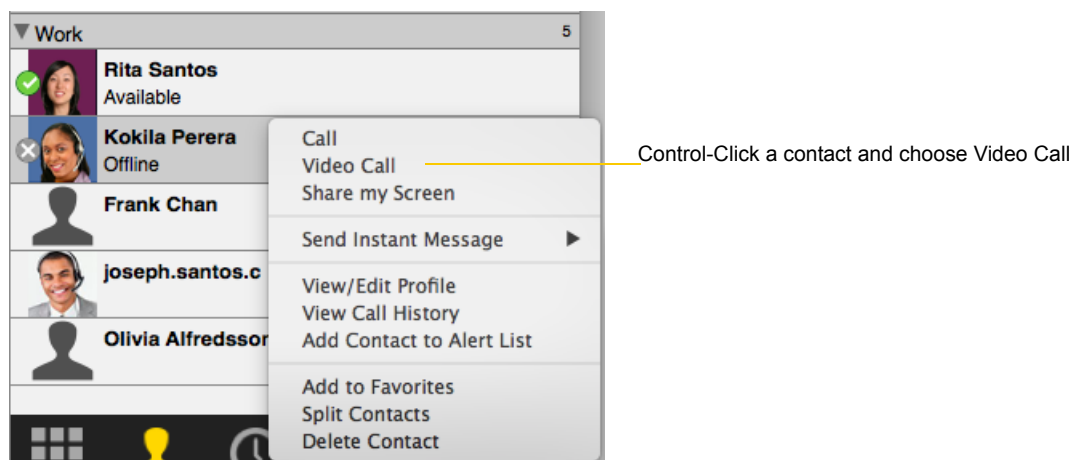 Work 5
Rita Santos
Available
Kokila Perera
Offline
Frank Chan
joseph.santos.c
Olivia Alfredsson
Call
Video Call
Share my Screen
Send Instant Message
View/Edit Profile
View Call History
Add Contact to Alert List
Add to Favorites
Split Contacts
Delete Contact
Control-Click a contact and choose Video Call